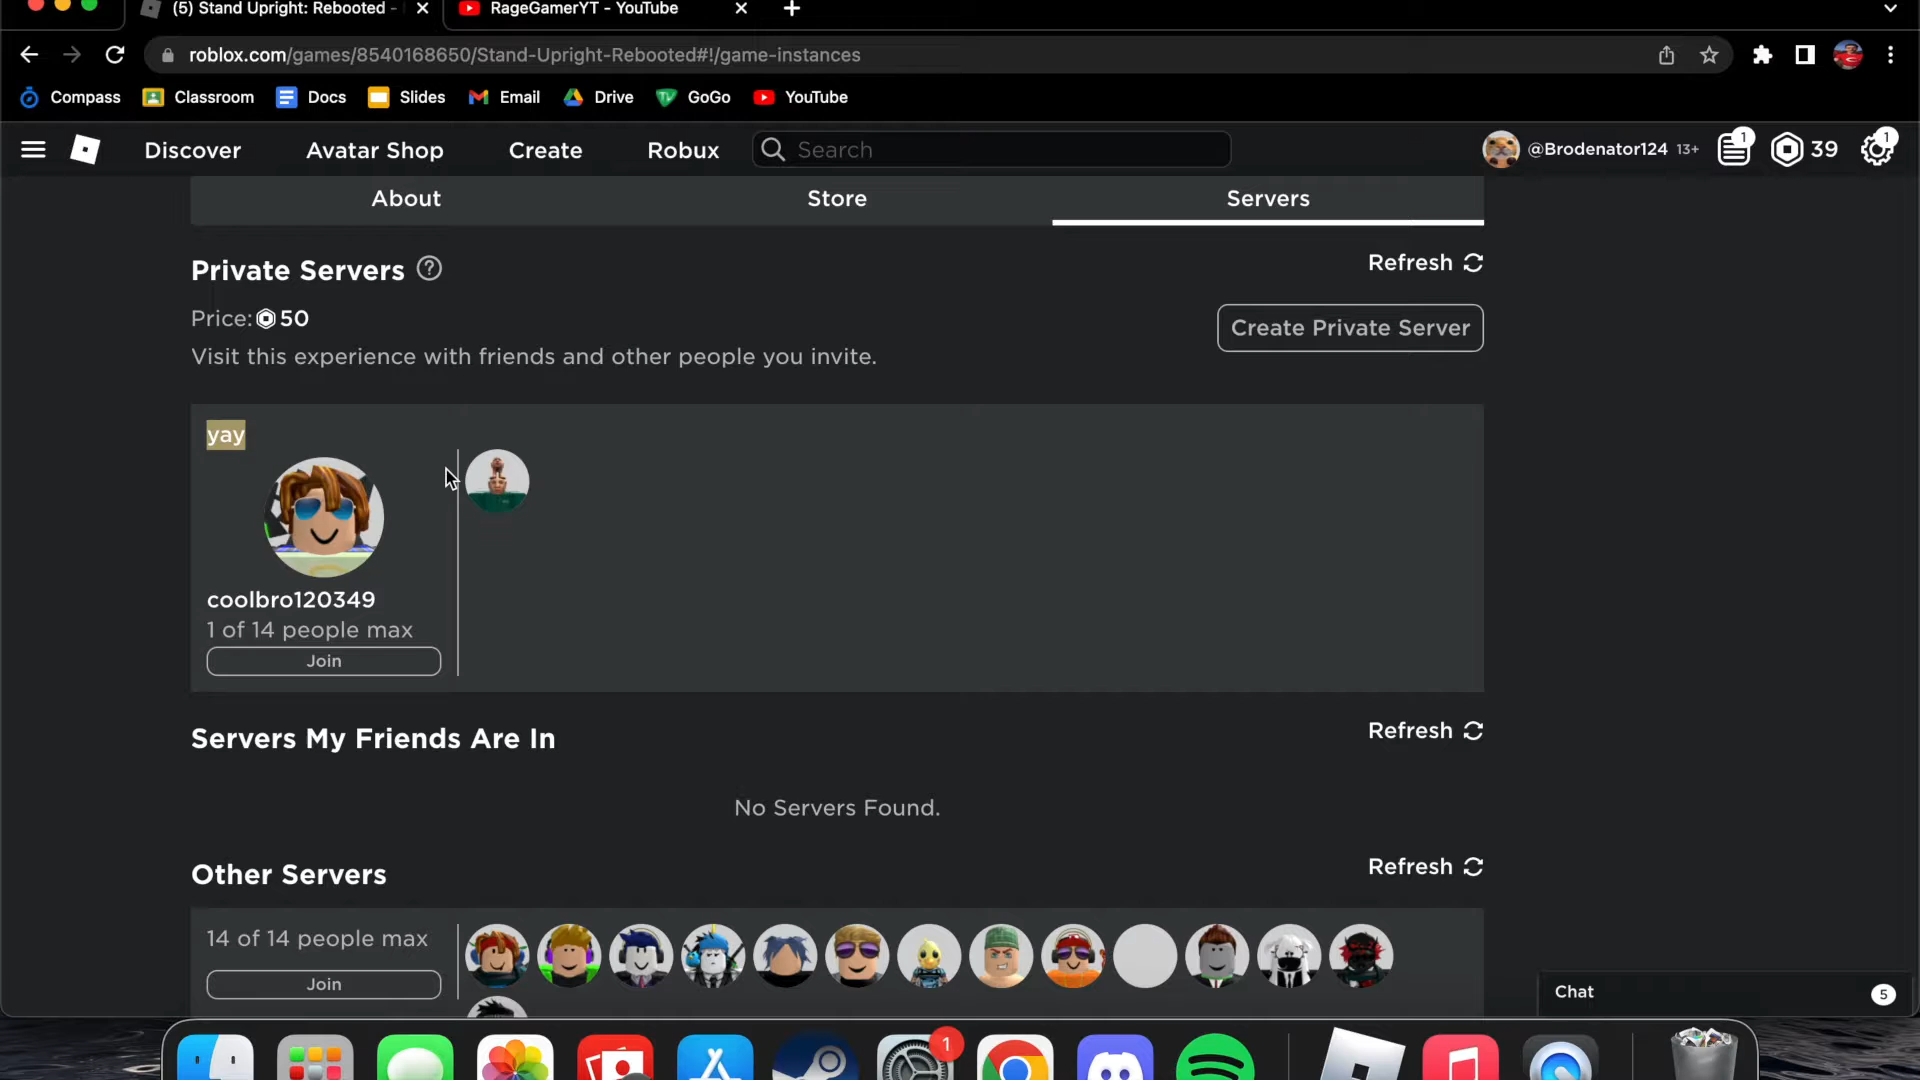 (5) Stand Upright: Rebooted -
RageGamerYT - YouTube
roblox.com/games/8540168650/Stand-Upright-Rebooted#!/game-instances
Compass Classroom Docs Slides Email Drive GoGo YouTube
Discover Avatar Shop Create Robux Search @Brodenator124 13+ 1 39 1
About Store Servers
Private Servers ? Refresh
Price: 50
Create Private Server
Visit this experience with friends and other people you invite.
yay
coolbro120349
1 of 14 people max
Join
Servers My Friends Are In Refresh
No Servers Found.
Other Servers Refresh
14 of 14 people max
Join
Chat 5
1